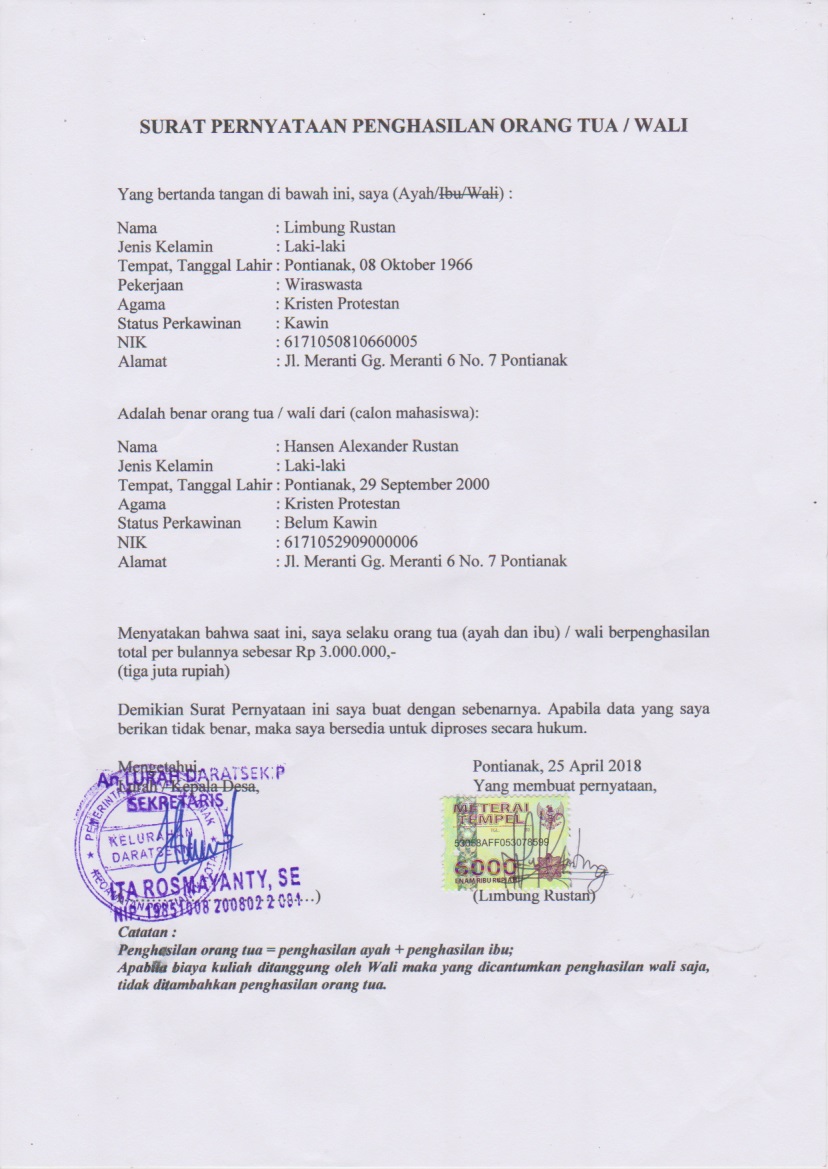 SURAT PERNYATAAN PENGHASILAN ORANG TUA / WALI
Yang bertanda tangan di bawah ini, saya (Ayah/Ibu/Wali) :
Nama : Limbung Rustan
Jenis Kelamin : Laki-laki
Tempat, Tanggal Lahir : Pontianak, 08 Oktober 1966
Pekerjaan : Wiraswasta
Agama : Kristen Protestan
Status Perkawinan : Kawin
NIK : 6171050810660005
Alamat : Jl. Meranti Gg. Meranti 6 No. 7 Pontianak
Adalah benar orang tua / wali dari (calon mahasiswa):
Nama : Hansen Alexander Rustan
Jenis Kelamin : Laki-laki
Tempat, Tanggal Lahir : Pontianak, 29 September 2000
Agama : Kristen Protestan
Status Perkawinan : Belum Kawin
NIK : 6171052909000006
Alamat : Jl. Meranti Gg. Meranti 6 No. 7 Pontianak
Menyatakan bahwa saat ini, saya selaku orang tua (ayah dan ibu) / wali berpenghasilan
total per bulannya sebesar Rp 3.000.000,-
(tiga juta rupiah)
Demikian Surat Pernyataan ini saya buat dengan sebenarnya. Apabila data yang saya
berikan tidak benar, maka saya bersedia untuk diproses secara hukum.
Mengetahui,
An. LURAH DARATSEKIP
Lurah / Kepala Desa,
SEKRETARIS
KELURAHAN
DARATSEKIP
ITA ROSMAYANTY, SE
NIP. 19851008 200802 2 001
Pontianak, 25 April 2018
Yang membuat pernyataan,
METERAI
TEMPEL
6000
ENAM RIBU RUPIAH
(Limbung Rustan)
Catatan :
Penghasilan orang tua = penghasilan ayah + penghasilan ibu;
Apabila biaya kuliah ditanggung oleh Wali maka yang dicantumkan penghasilan wali saja,
tidak ditambahkan penghasilan orang tua.